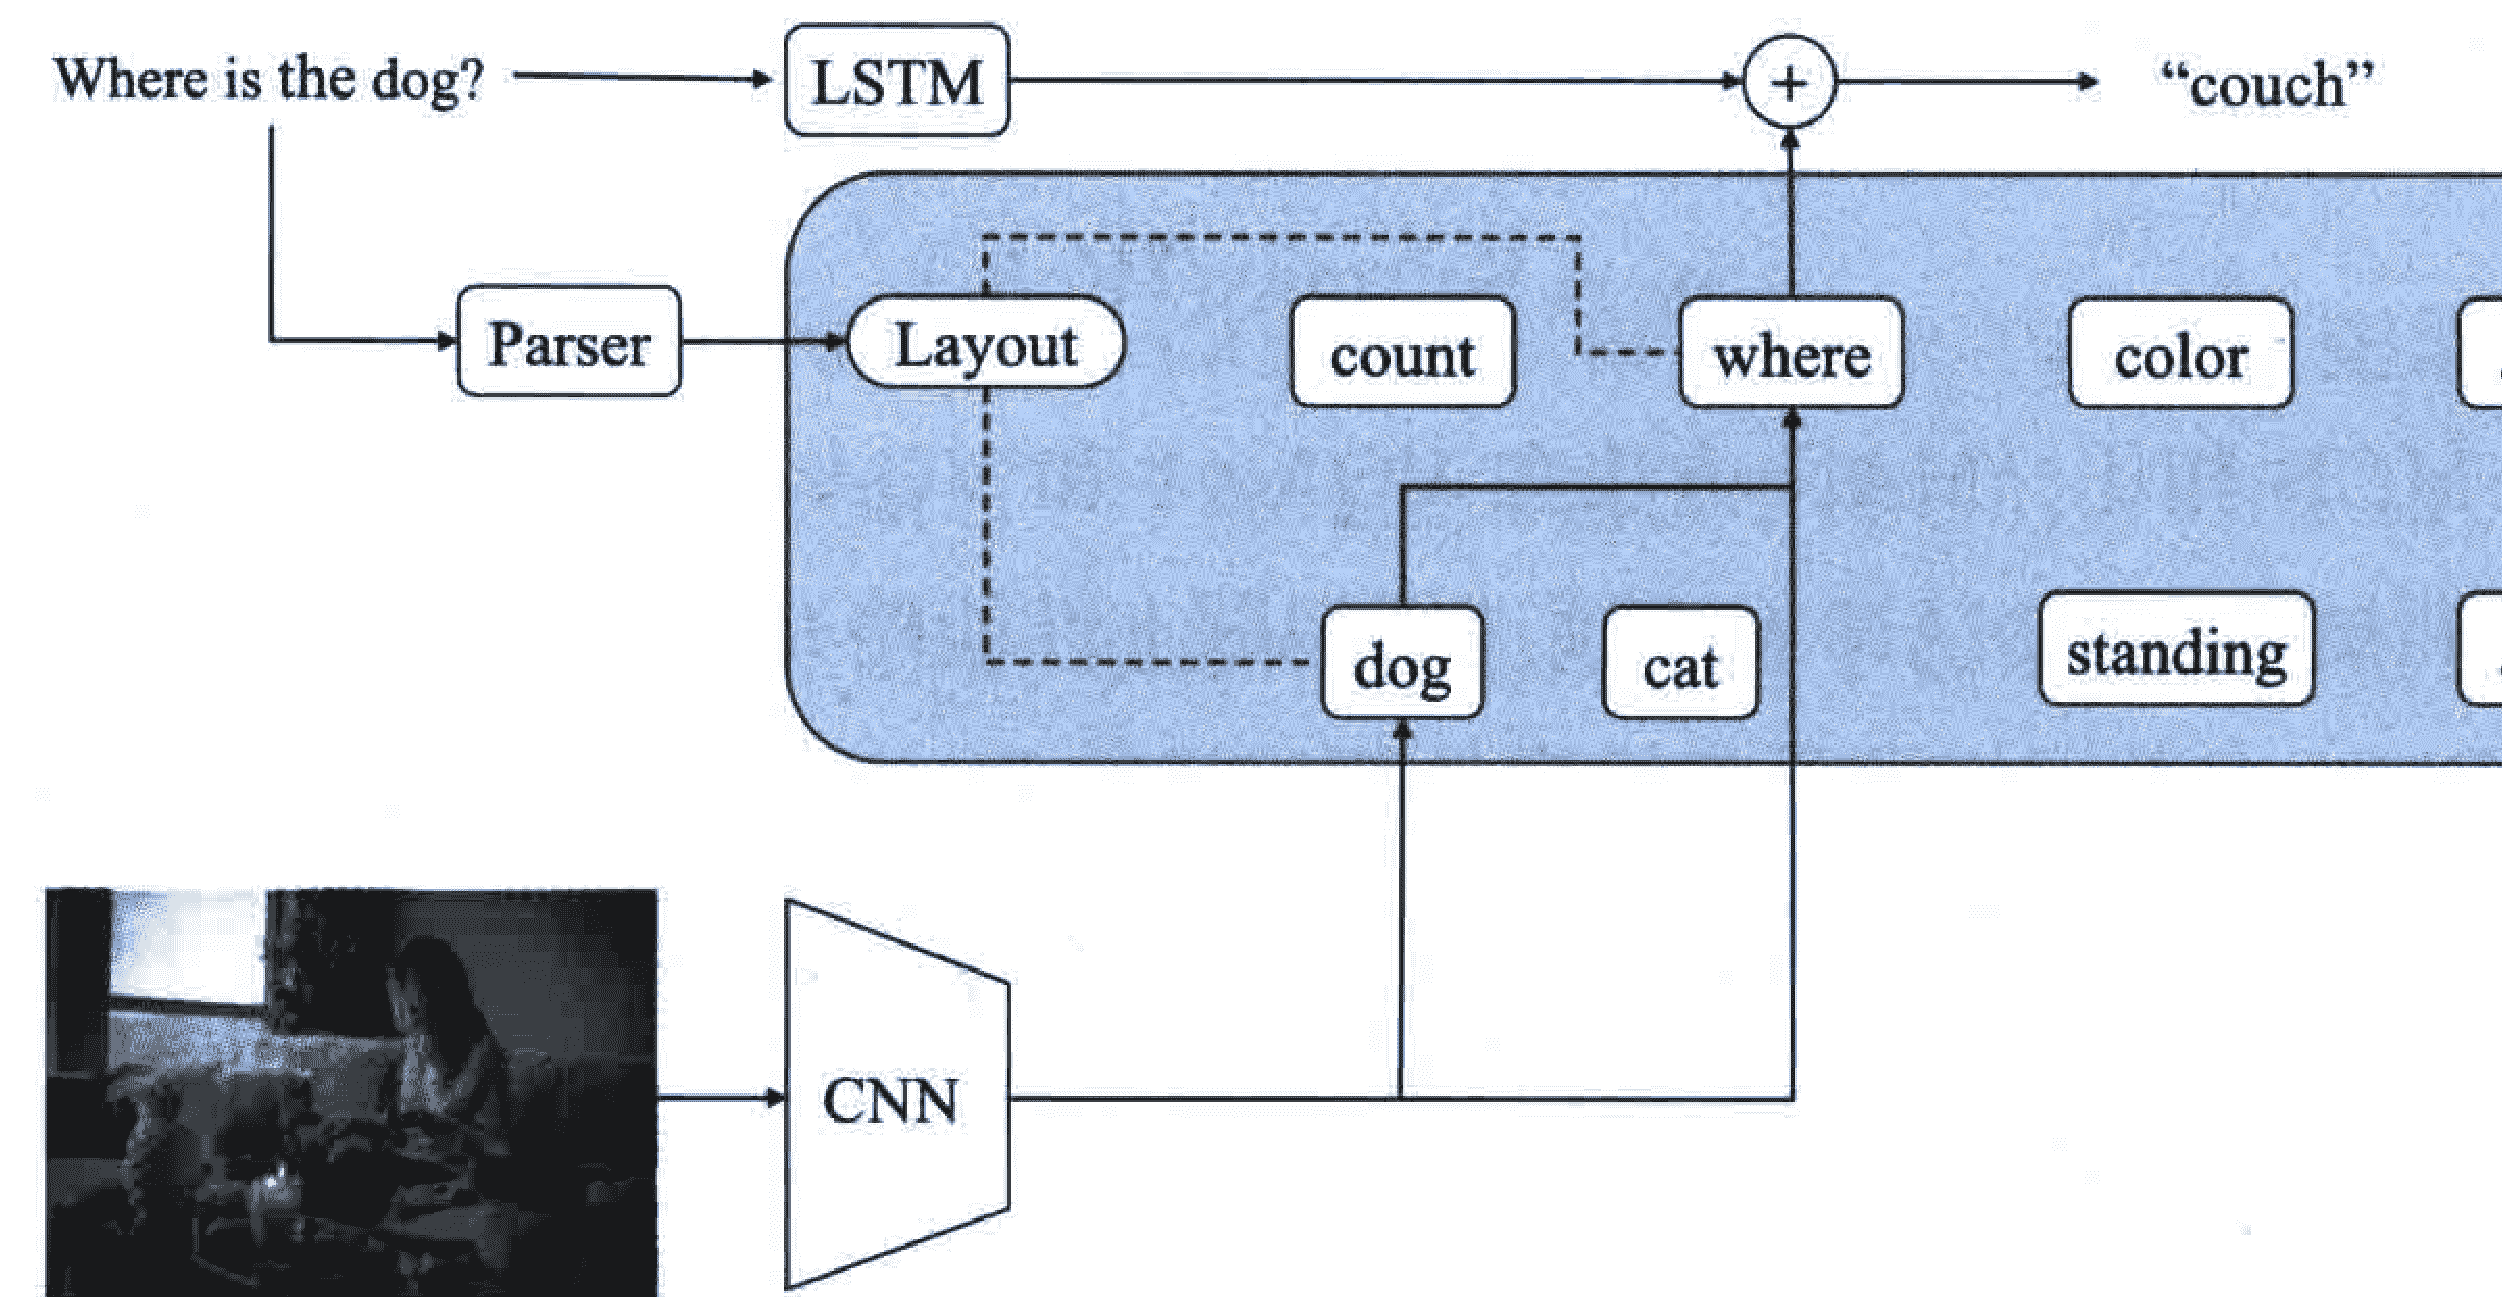 Where is the dog?
LSTM
+
“couch”
Parser
Layout
count
where
color
dog
cat
standing
CNN